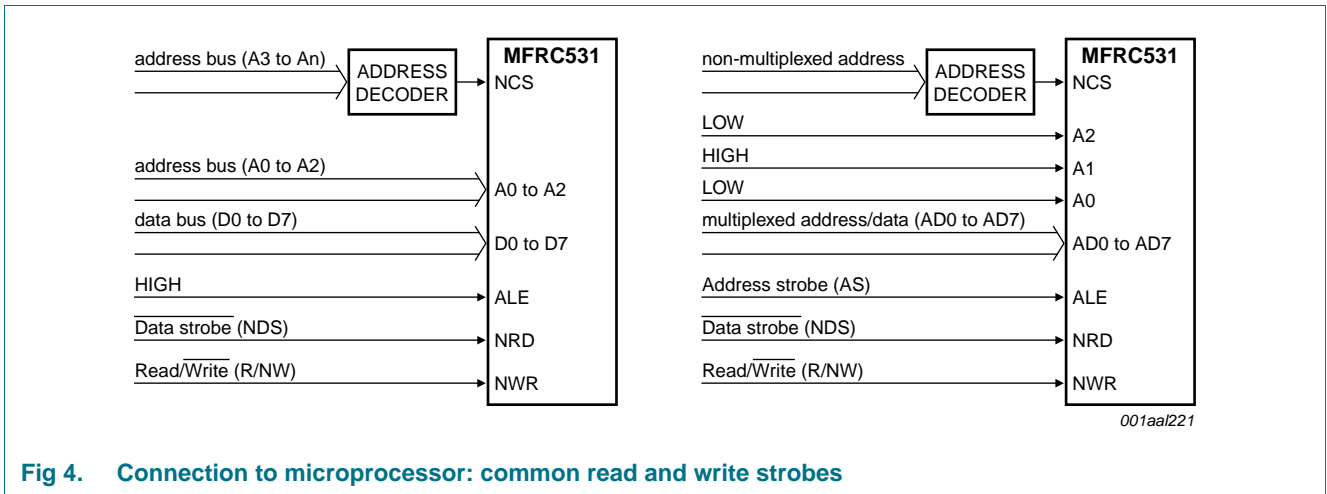 address bus (A3 to An)
ADDRESS
DECODER
MFRC531
NCS
address bus (A0 to A2)
A0 to A2
data bus (D0 to D7)
D0 to D7
HIGH
ALE
Data strobe (NDS)
NRD
Read/Write (R/NW)
NWR
non-multiplexed address
ADDRESS
DECODER
MFRC531
NCS
LOW
A2
HIGH
A1
LOW
A0
multiplexed address/data (AD0 to AD7)
AD0 to AD7
Address strobe (AS)
ALE
Data strobe (NDS)
NRD
Read/Write (R/NW)
NWR
001aal221
Fig 4. Connection to microprocessor: common read and write strobes